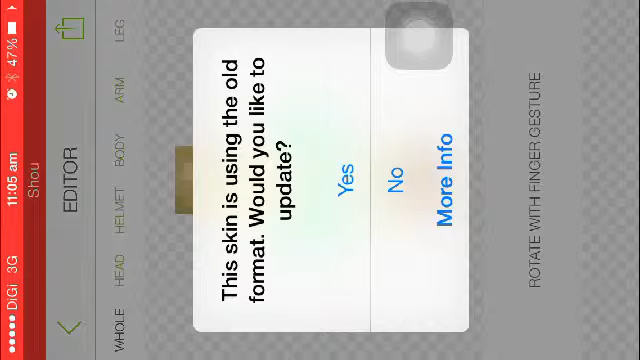 ●●●●● DiGi 3G 11:05 am 47%
Shou
EDITOR
WHOLE HEAD HELMET BODY ARM LEG
This skin is using the old
format. Would you like to
update?
Yes
No
More Info
ROTATE WITH FINGER GESTURE